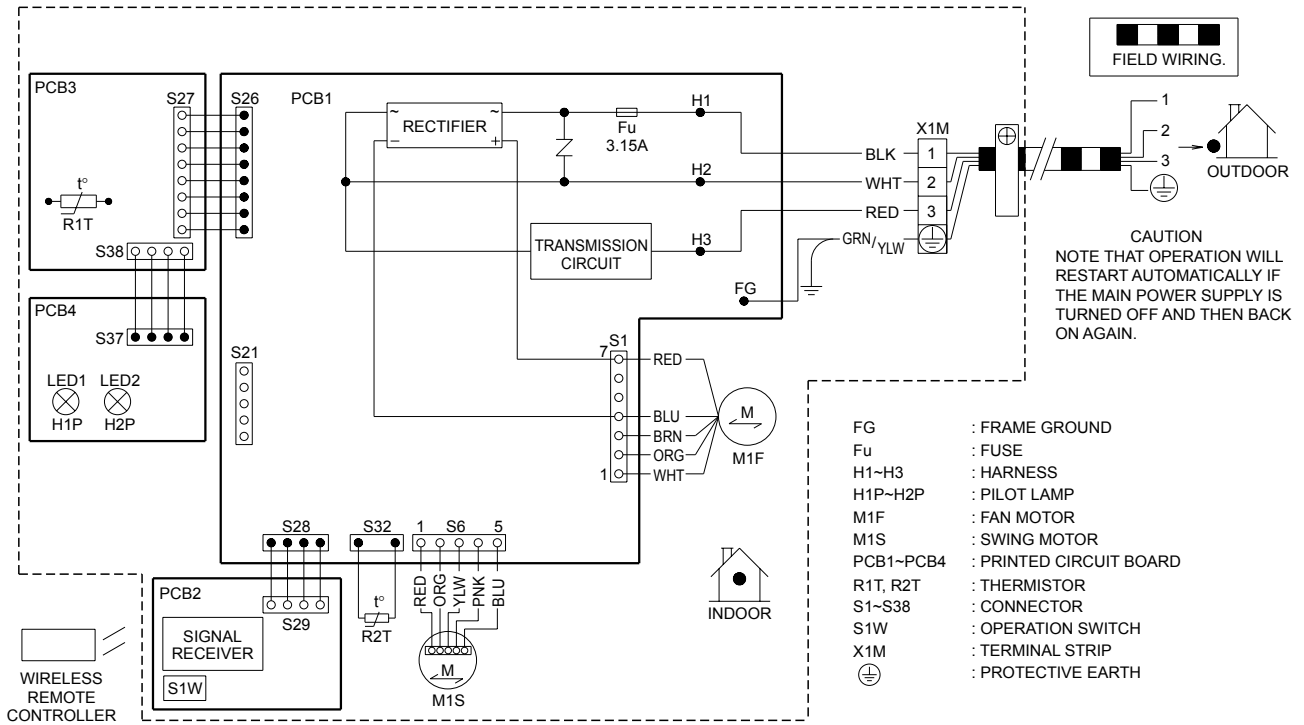 PCB3
S27
S26
t°
R1T
S38
PCB4
S37
LED1
LED2
H1P
H2P
PCB1
~
RECTIFIER
~
−
+
Fu
3.15A
H1
H2
H3
TRANSMISSION
CIRCUIT
FG
S21
S1
7
1
RED
BLU
BRN
ORG
WHT
M
M1F
BLK
WHT
RED
GRN/YLW
X1M
1
2
3
FIELD WIRING.
1
2
3
OUTDOOR
CAUTION
NOTE THAT OPERATION WILL
RESTART AUTOMATICALLY IF
THE MAIN POWER SUPPLY IS
TURNED OFF AND THEN BACK
ON AGAIN.
S28
S32
1
S6
5
RED
ORG
YLW
PNK
BLU
PCB2
S29
SIGNAL
RECEIVER
S1W
t°
R2T
M
M1S
INDOOR
WIRELESS
REMOTE
CONTROLLER
FG : FRAME GROUND
Fu : FUSE
H1~H3 : HARNESS
H1P~H2P : PILOT LAMP
M1F : FAN MOTOR
M1S : SWING MOTOR
PCB1~PCB4 : PRINTED CIRCUIT BOARD
R1T, R2T : THERMISTOR
S1~S38 : CONNECTOR
S1W : OPERATION SWITCH
X1M : TERMINAL STRIP
: PROTECTIVE EARTH